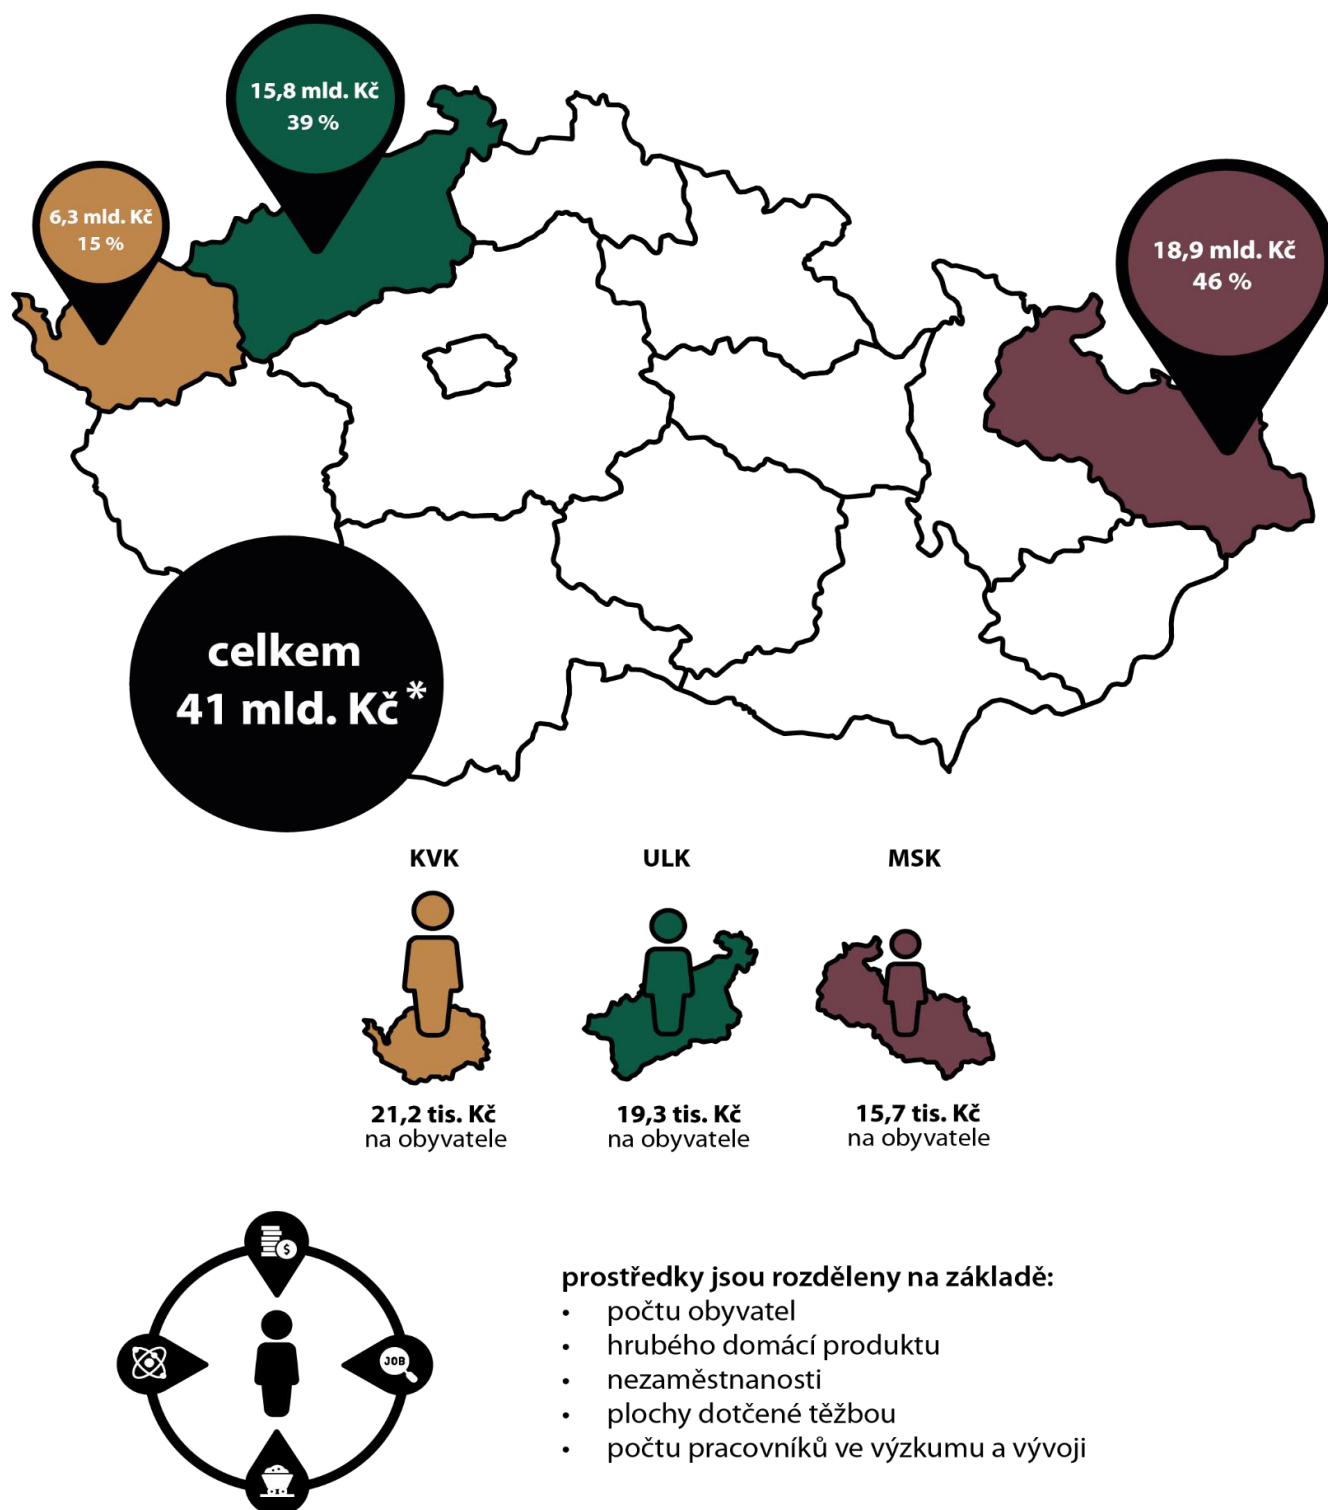 15,8 mld. Kč
39 %
6,3 mld. Kč
15 %
18,9 mld. Kč
46 %
celkem
41 mld. Kč*
KVK
ULK
MSK
21,2 tis. Kč
na obyvatele
19,3 tis. Kč
na obyvatele
15,7 tis. Kč
na obyvatele
$
JOB
prostředky jsou rozděleny na základě:
• počtu obyvatel
• hrubého domácí produktu
• nezaměstnanosti
• plochy dotčené těžbou
• počtu pracovníků ve výzkumu a vývoji